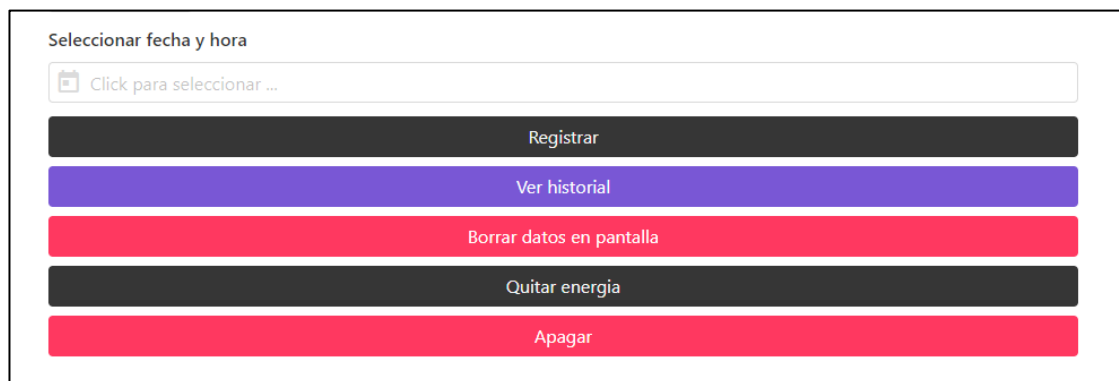 Seleccionar fecha y hora
Click para seleccionar ...
Registrar
Ver historial
Borrar datos en pantalla
Quitar energia
Apagar